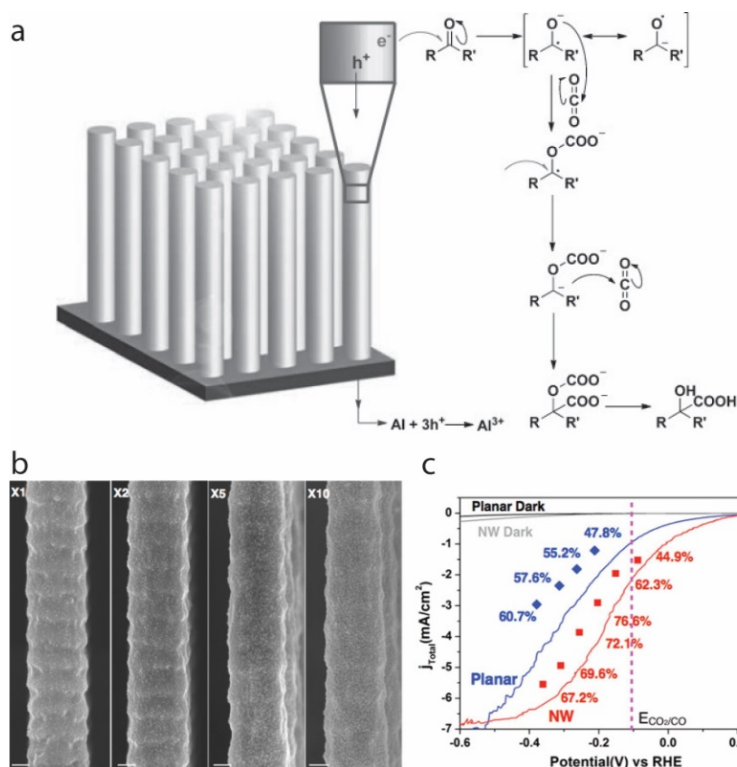 a
e⁻
h⁺
O
R R'
O⁻
R R'
O
R R'
O
C
O
O COO⁻
R R'
O COO⁻
R R'
O
C
O
O COO⁻
COO⁻
R R'
OH
COOH
R R'
Al + 3h⁺ Al³⁺
b
X1
X2
X5
X10
c
Planar Dark
NW Dark
47.8%
55.2%
57.6%
60.7%
44.9%
62.3%
76.6%
72.1%
69.6%
67.2%
Planar
NW
E_CO₂/CO
0
-1
-2
-3
-4
-5
-6
-7
j_Total(mA/cm²)
-0.6 -0.4 -0.2 0.0 0.2
Potential(V) vs RHE